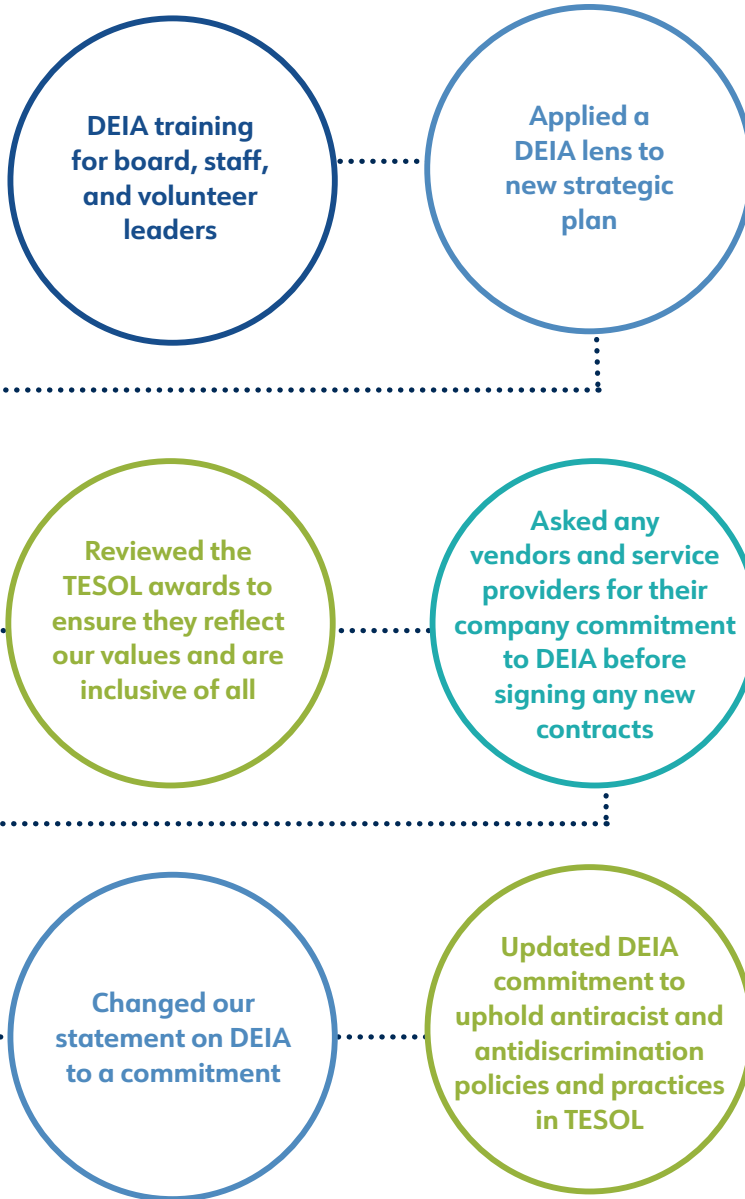 DEIA training
for board, staff,
and volunteer
leaders
Applied a
DEIA lens to
new strategic
plan
Reviewed the
TESOL awards to
ensure they reflect
our values and are
inclusive of all
Asked any
vendors and service
providers for their
company commitment
to DEIA before
signing any new
contracts
Changed our
statement on DEIA
to a commitment
Updated DEIA
commitment to
uphold antiracist and
antidiscrimination
policies and practices
in TESOL